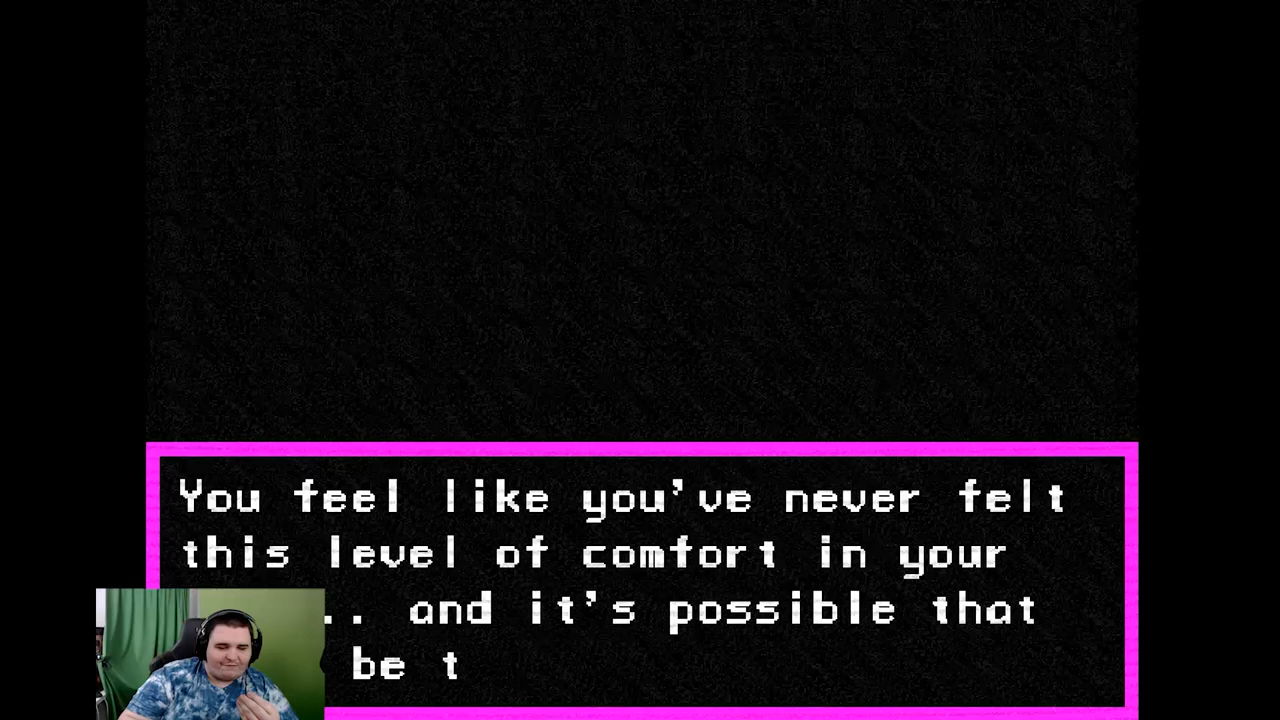 You feel like you've never felt
this level of comfort in your
.. and it's possible that
be t